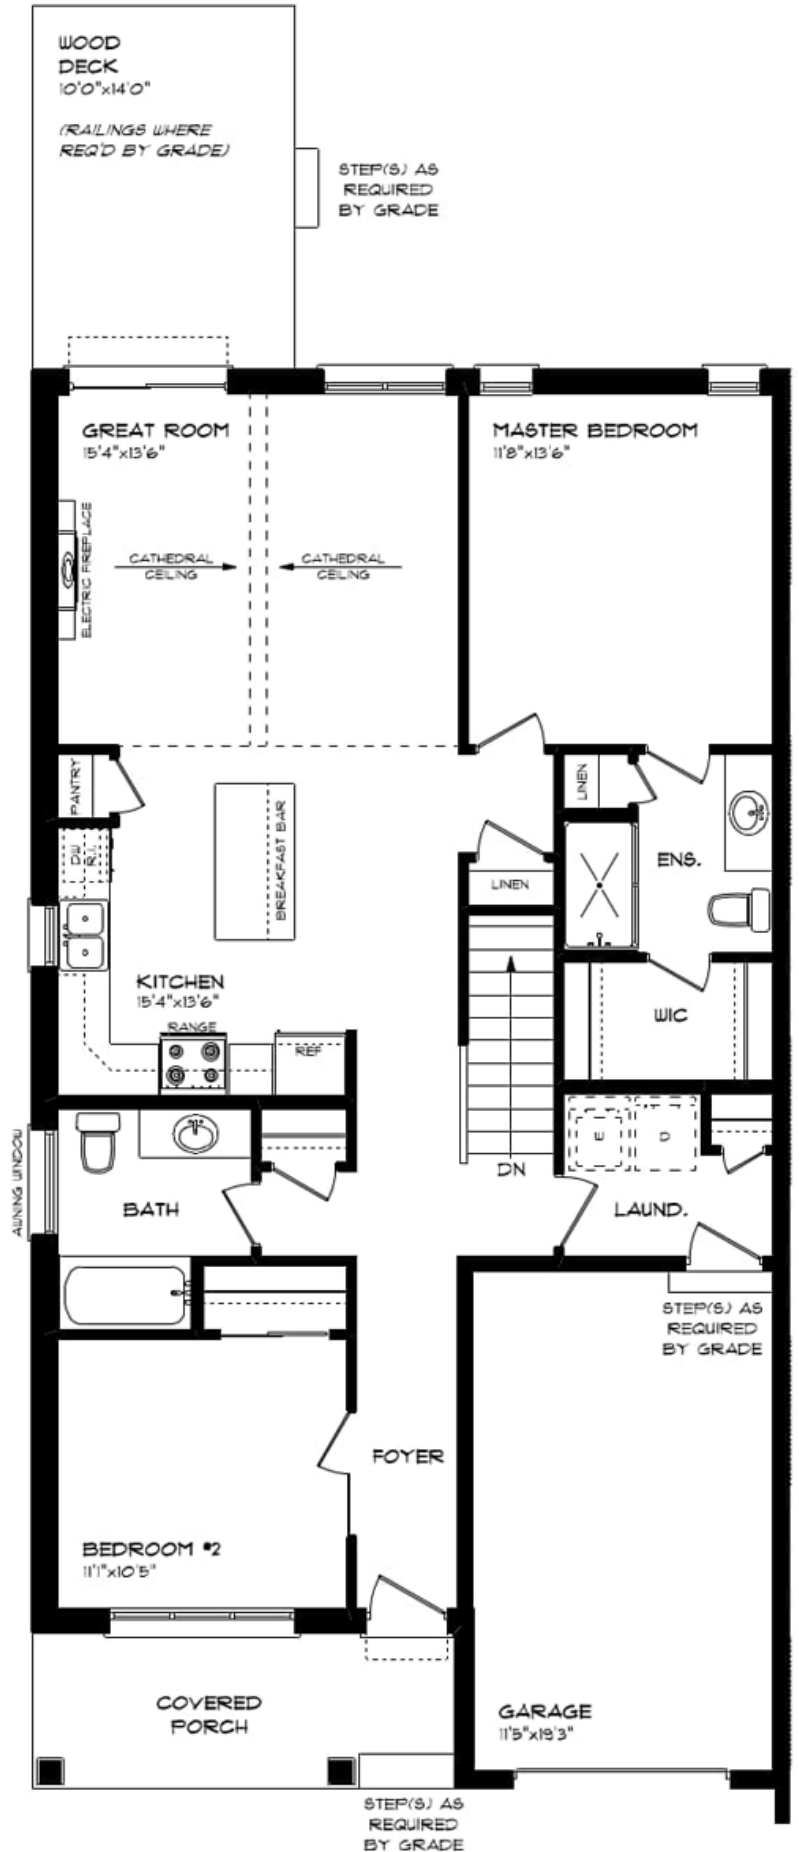 WOOD
DECK
10'0"x14'0"
(RAILINGS WHERE
REQ'D BY GRADE)
STEP(S) AS
REQUIRED
BY GRADE
GREAT ROOM
15'4"x13'6"
MASTER BEDROOM
11'8"x13'6"
ELECTRIC FIREPLACE
CATHEDRAL
CEILING
CATHEDRAL
CEILING
PANTRY
LINEN
DW
R.I.
BREAKFAST BAR
ENS.
LINEN
KITCHEN
15'4"x13'6"
RANGE
REF
WIC
DN
E
D
AWNING WINDOW
BATH
LAUND.
STEP(S) AS
REQUIRED
BY GRADE
FOYER
BEDROOM #2
11'1"x10'5"
COVERED
PORCH
GARAGE
11'5"x19'3"
STEP(S) AS
REQUIRED
BY GRADE